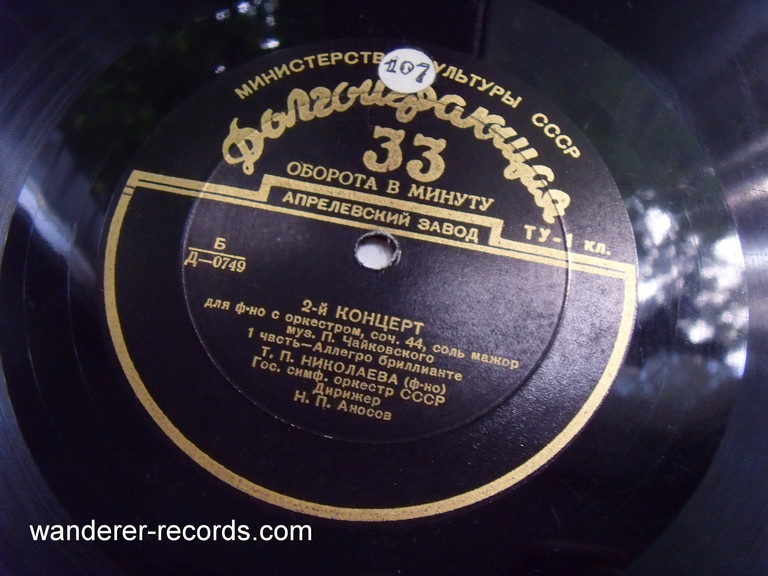 МИНИСТЕРСТВО КУЛЬТУРЫ СССР
107
Долгоиграющая
33
ОБОРОТА В МИНУТУ
АПРЕЛЕВСКИЙ ЗАВОД
ТУ-1 кл.
Б
Д—0749
2-й КОНЦЕРТ
для ф-но с оркестром, соч. 44, соль мажор
муз. П. Чайковского
1 часть—Аллегро бриллианте
Т. П. НИКОЛАЕВА (ф-но)
Гос. симф. оркестр СССР
Дирижер
Н. П. Аносов
wanderer-records.com